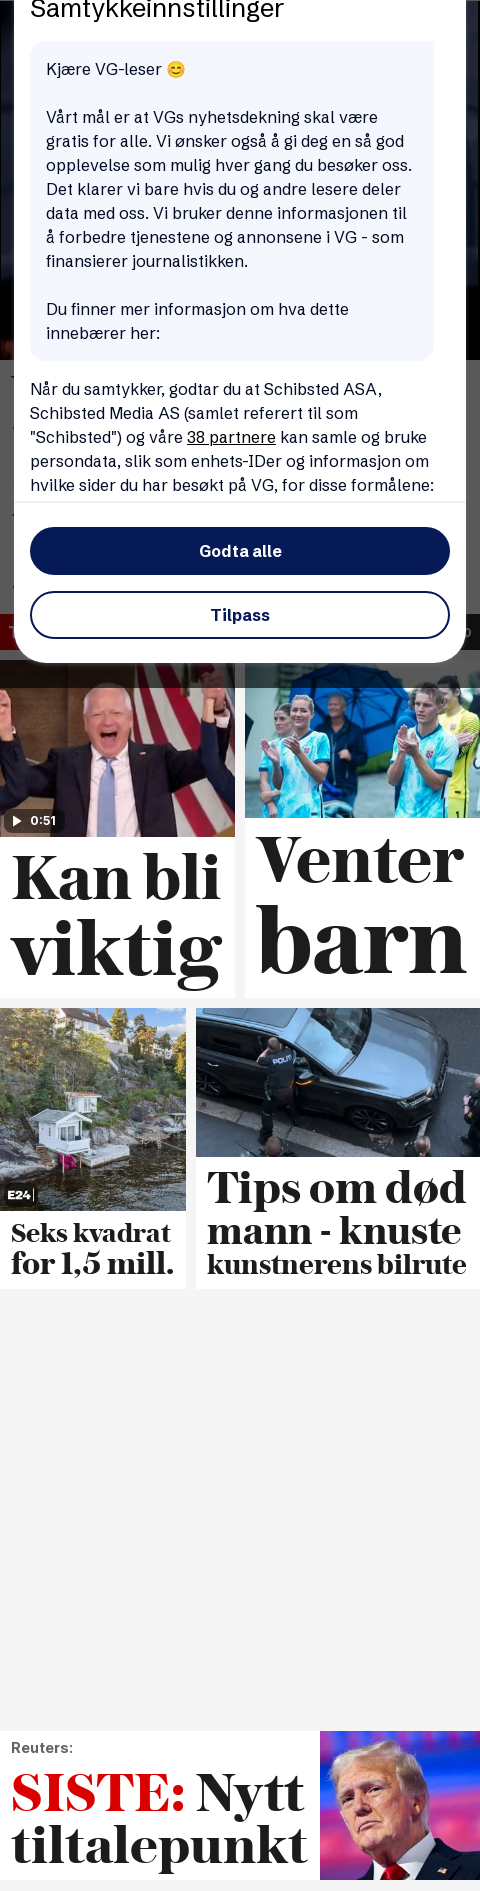 Samtykkeinnstillinger
Kjære VG-leser 😊
Vårt mål er at VGs nyhetsdekning skal være
gratis for alle. Vi ønsker også å gi deg en så god
opplevelse som mulig hver gang du besøker oss.
Det klarer vi bare hvis du og andre lesere deler
data med oss. Vi bruker denne informasjonen til
å forbedre tjenestene og annonsene i VG - som
finansierer journalistikken.
Du finner mer informasjon om hva dette
innebærer her:
Når du samtykker, godtar du at Schibsted ASA,
Schibsted Media AS (samlet referert til som
"Schibsted") og våre 38 partnere kan samle og bruke
persondata, slik som enhets-IDer og informasjon om
hvilke sider du har besøkt på VG, for disse formålene:
Godta alle
Tilpass
0:51
Kan bli
viktig
Venter
barn
POLITI
E24
Seks kvadrat
for 1,5 mill.
Tips om død
mann - knuste
kunstnerens bilrute
Reuters:
SISTE: Nytt
tiltalepunkt